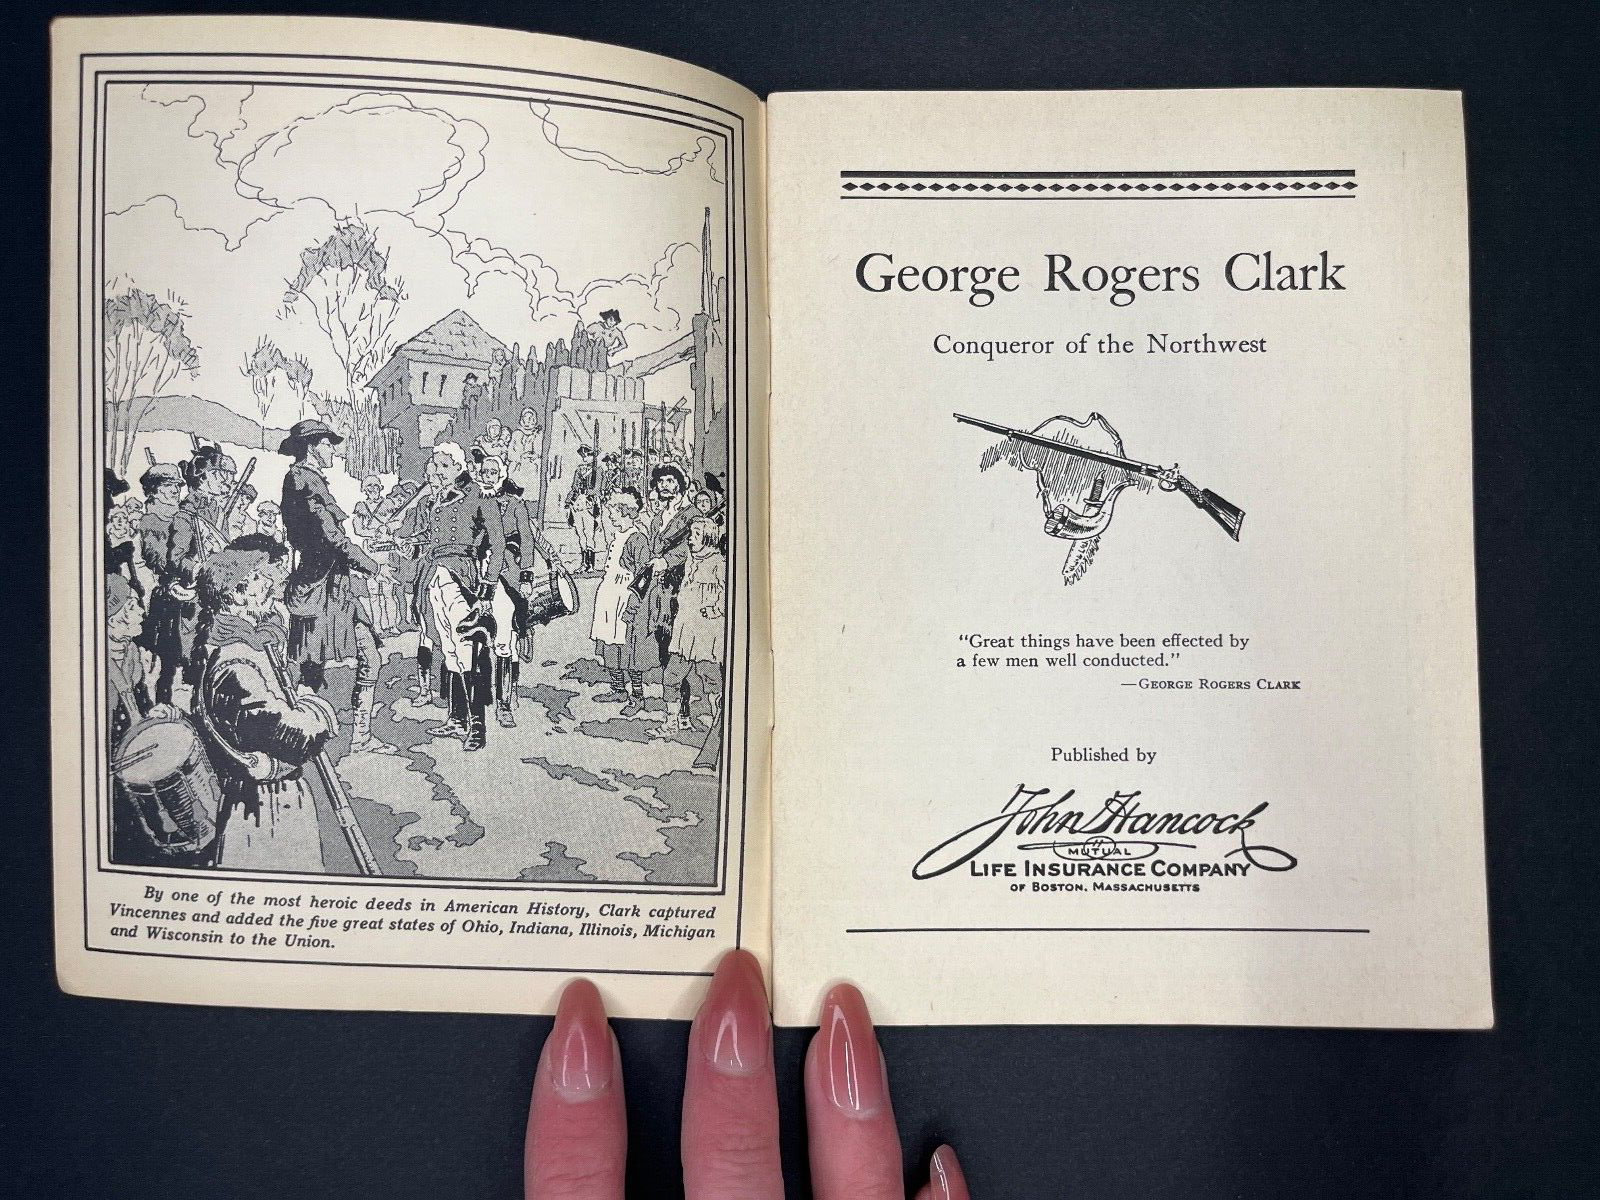 By one of the most heroic deeds in American History, Clark captured
Vincennes and added the five great states of Ohio, Indiana, Illinois, Michigan
and Wisconsin to the Union.
George Rogers Clark
Conqueror of the Northwest
"Great things have been effected by
a few men well conducted."
—GEORGE ROGERS CLARK
Published by
John Hancock
MUTUAL
LIFE INSURANCE COMPANY
OF BOSTON, MASSACHUSETTS